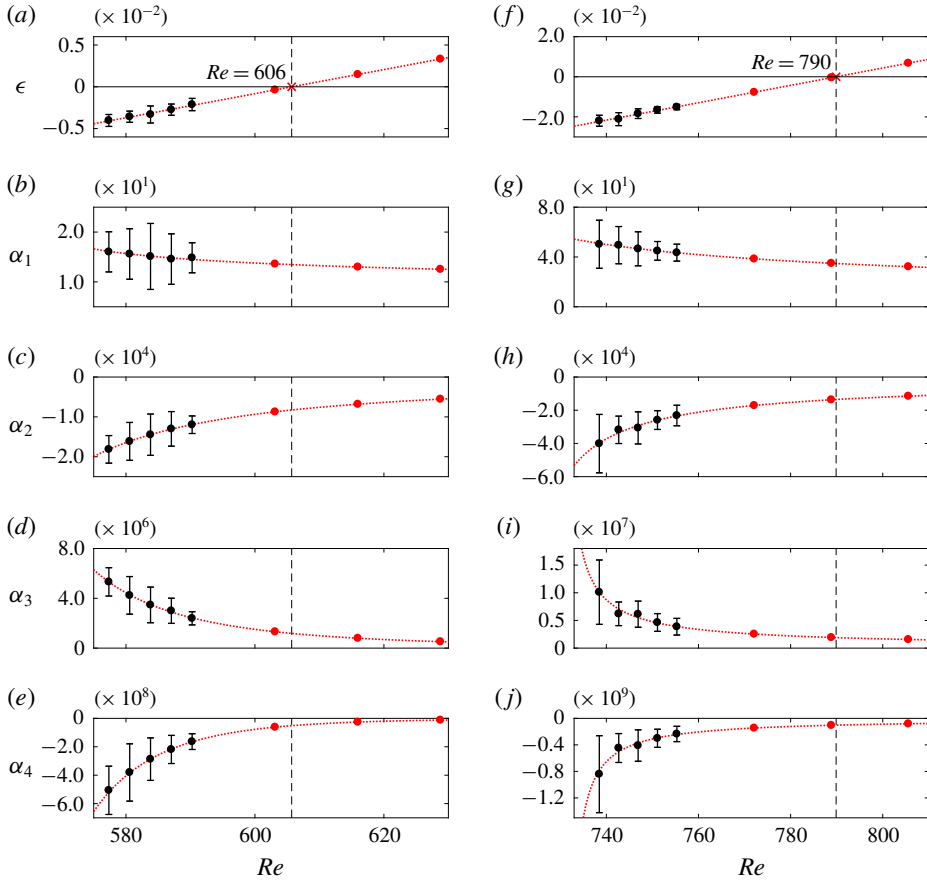 (a) (× 10⁻²) (f) (× 10⁻²)
0.5 2.0
ϵ 0 Re = 606 0 Re = 790
−0.5 −2.0
(b) (× 10¹) (g) (× 10¹)
8.0
2.0
α₁ 4.0
1.0
0
(c) (× 10⁴) (h) (× 10⁴)
0 0
−2.0
α₂ −1.0
−4.0
−2.0
−6.0
(d) (× 10⁶) (i) (× 10⁷)
8.0
1.5
α₃ 4.0 1.0
0.5
0 0
(e) (× 10⁸) (j) (× 10⁹)
0 0
−2.0 −0.4
α₄
−4.0 −0.8
−6.0 −1.2
580 600 620 740 760 780 800
Re Re